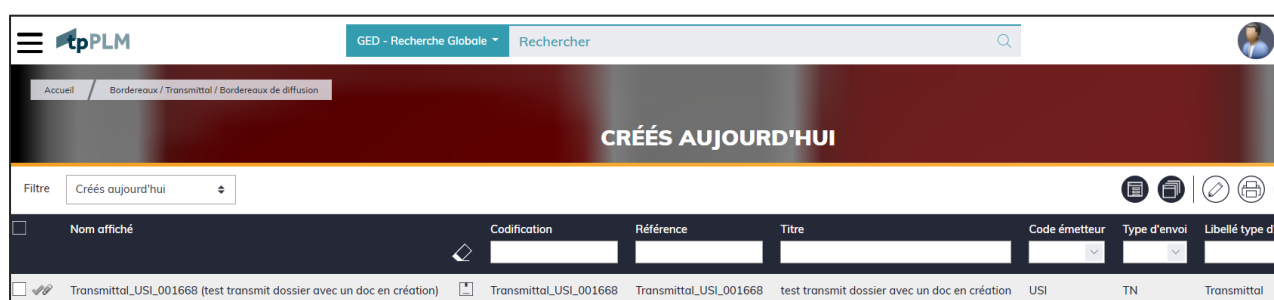 tpPLM
GED - Recherche Globale
Rechercher
Accueil / Bordereaux / Transmittal / Bordereaux de diffusion
CRÉÉS AUJOURD'HUI
Filtre
Créés aujourd'hui
Nom affiché
Codification
Référence
Titre
Code émetteur
Type d'envoi
Libellé type d'
Transmittal_USI_001668 (test transmit dossier avec un doc en création)
Transmittal_USI_001668
Transmittal_USI_001668
test transmit dossier avec un doc en création
USI
TN
Transmittal